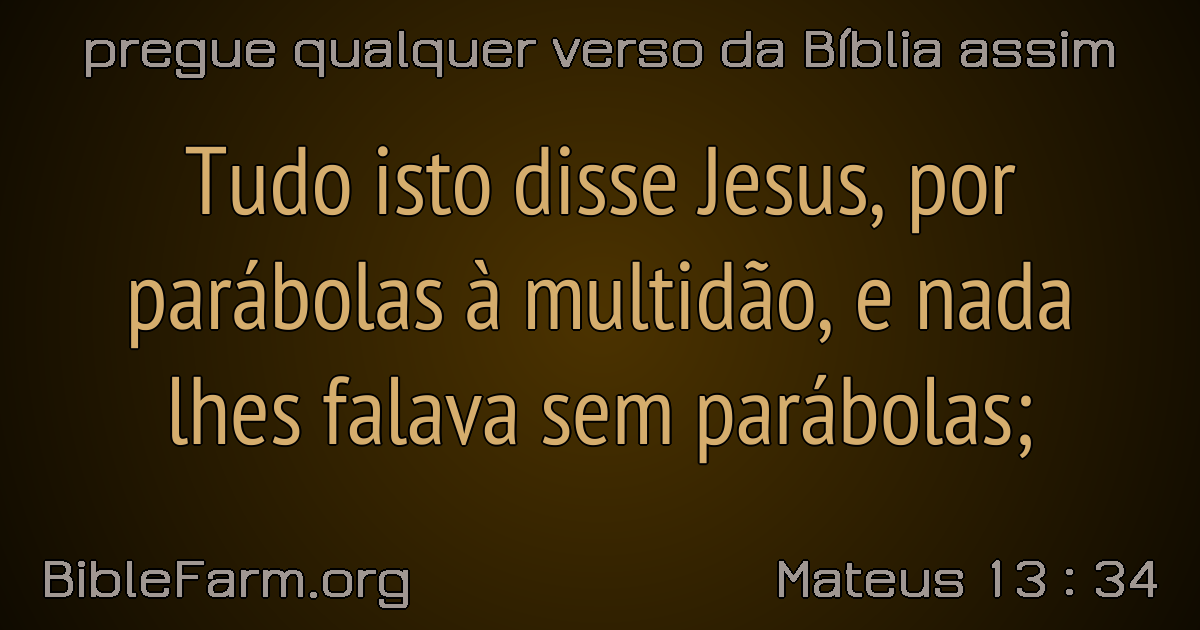 pregue qualquer verso da Bíblia assim
Tudo isto disse Jesus, por
parábolas à multidão, e nada
lhes falava sem parábolas;
BibleFarm.org
Mateus 13 : 34